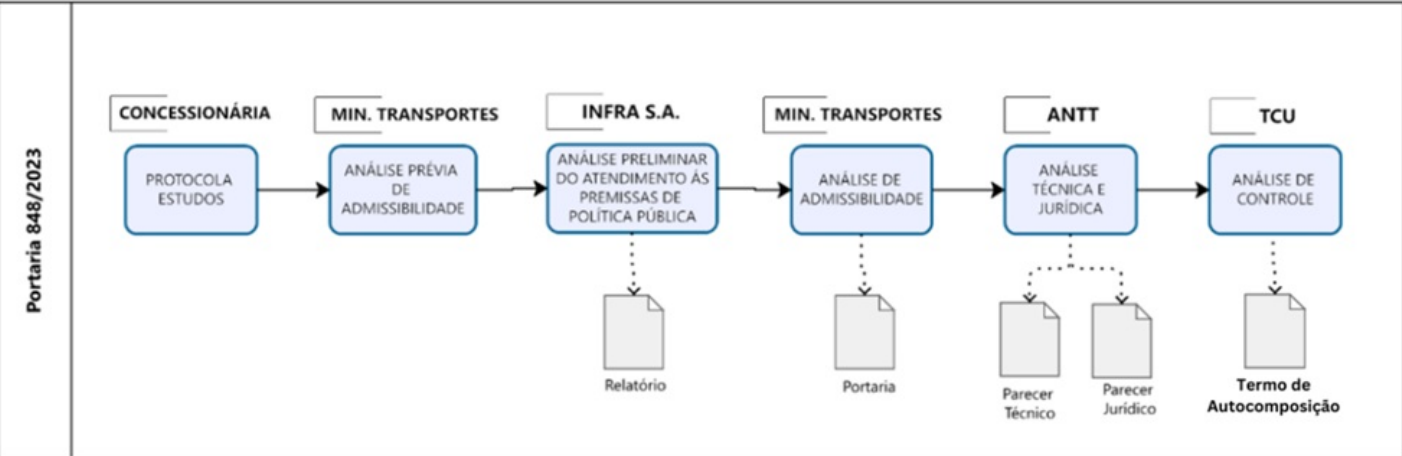 Portaria 848/2023
CONCESSIONÁRIA
PROTOCOLA
ESTUDOS
MIN. TRANSPORTES
ANÁLISE PRÉVIA
DE
ADMISSIBILIDADE
INFRA S.A.
ANÁLISE PRELIMINAR
DO ATENDIMENTO ÁS
PREMISSAS DE
POLÍTICA PÚBLICA
Relatório
MIN. TRANSPORTES
ANÁLISE DE
ADMISSIBILIDADE
Portaria
ANTT
ANÁLISE
TÉCNICA E
JURÍDICA
Parecer
Técnico
Parecer
Jurídico
TCU
ANÁLISE DE
CONTROLE
Termo de
Autocomposição